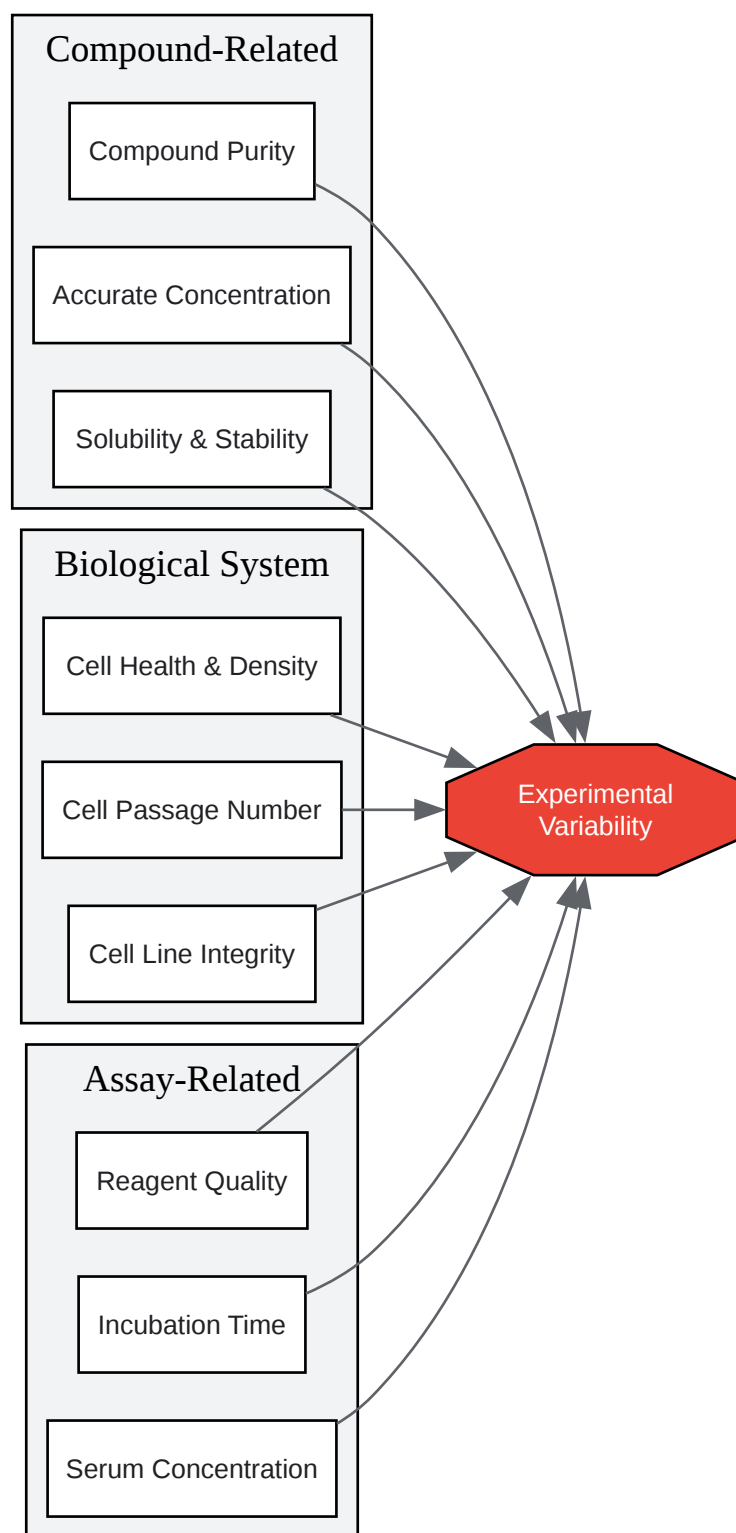 Compound-Related
Compound Purity
Accurate Concentration
Solubility & Stability
Biological System
Cell Health & Density
Cell Passage Number
Cell Line Integrity
Experimental
Variability
Assay-Related
Reagent Quality
Incubation Time
Serum Concentration